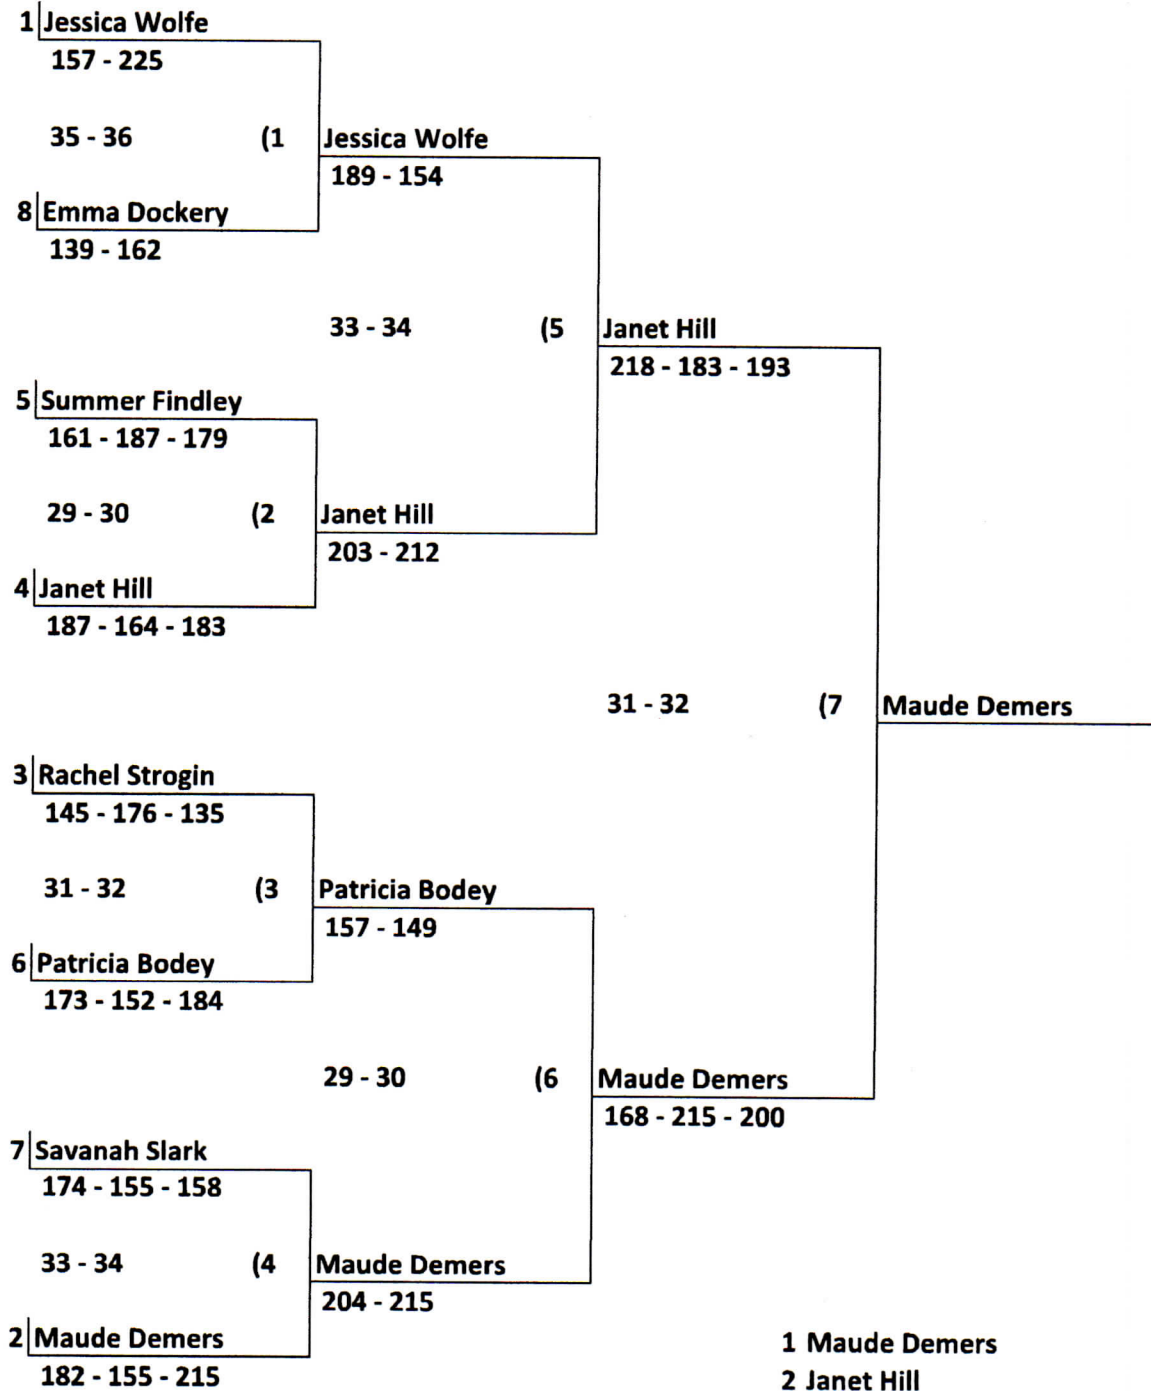 1 Jessica Wolfe
157 - 225
35 - 36 (1 Jessica Wolfe
189 - 154
8 Emma Dockery
139 - 162
33 - 34 (5 Janet Hill
218 - 183 - 193
5 Summer Findley
161 - 187 - 179
29 - 30 (2 Janet Hill
203 - 212
4 Janet Hill
187 - 164 - 183
31 - 32 (7 Maude Demers
3 Rachel Strogin
145 - 176 - 135
31 - 32 (3 Patricia Bodey
157 - 149
6 Patricia Bodey
173 - 152 - 184
29 - 30 (6 Maude Demers
168 - 215 - 200
7 Savanah Slark
174 - 155 - 158
33 - 34 (4 Maude Demers
204 - 215
2 Maude Demers
182 - 155 - 215
1 Maude Demers
2 Janet Hill